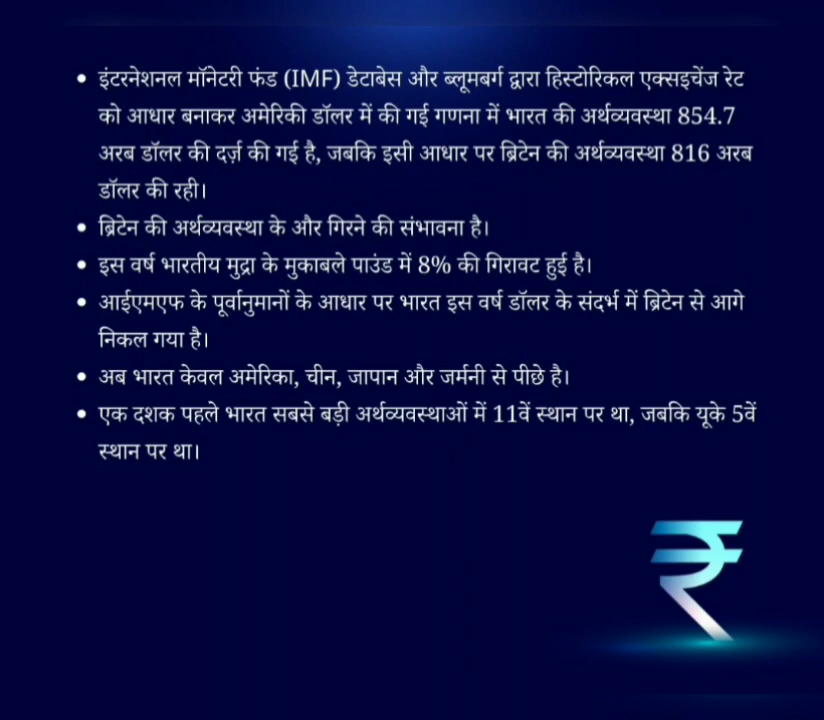 • इंटरनेशनल मॉनेटरी फंड (IMF) डेटाबेस और ब्लूमबर्ग द्वारा हिस्टोरिकल एक्सइचेंज रेट
को आधार बनाकर अमेरिकी डॉलर में की गई गणना में भारत की अर्थव्यवस्था 854.7
अरब डॉलर की दर्ज़ की गई है, जबकि इसी आधार पर ब्रिटेन की अर्थव्यवस्था 816 अरब
डॉलर की रही।
• ब्रिटेन की अर्थव्यवस्था के और गिरने की संभावना है।
• इस वर्ष भारतीय मुद्रा के मुकाबले पाउंड में 8% की गिरावट हुई है।
• आईएमएफ के पूर्वानुमानों के आधार पर भारत इस वर्ष डॉलर के संदर्भ में ब्रिटेन से आगे
निकल गया है।
• अब भारत केवल अमेरिका, चीन, जापान और जर्मनी से पीछे है।
• एक दशक पहले भारत सबसे बड़ी अर्थव्यवस्थाओं में 11वें स्थान पर था, जबकि यूके 5वें
स्थान पर था।
₹